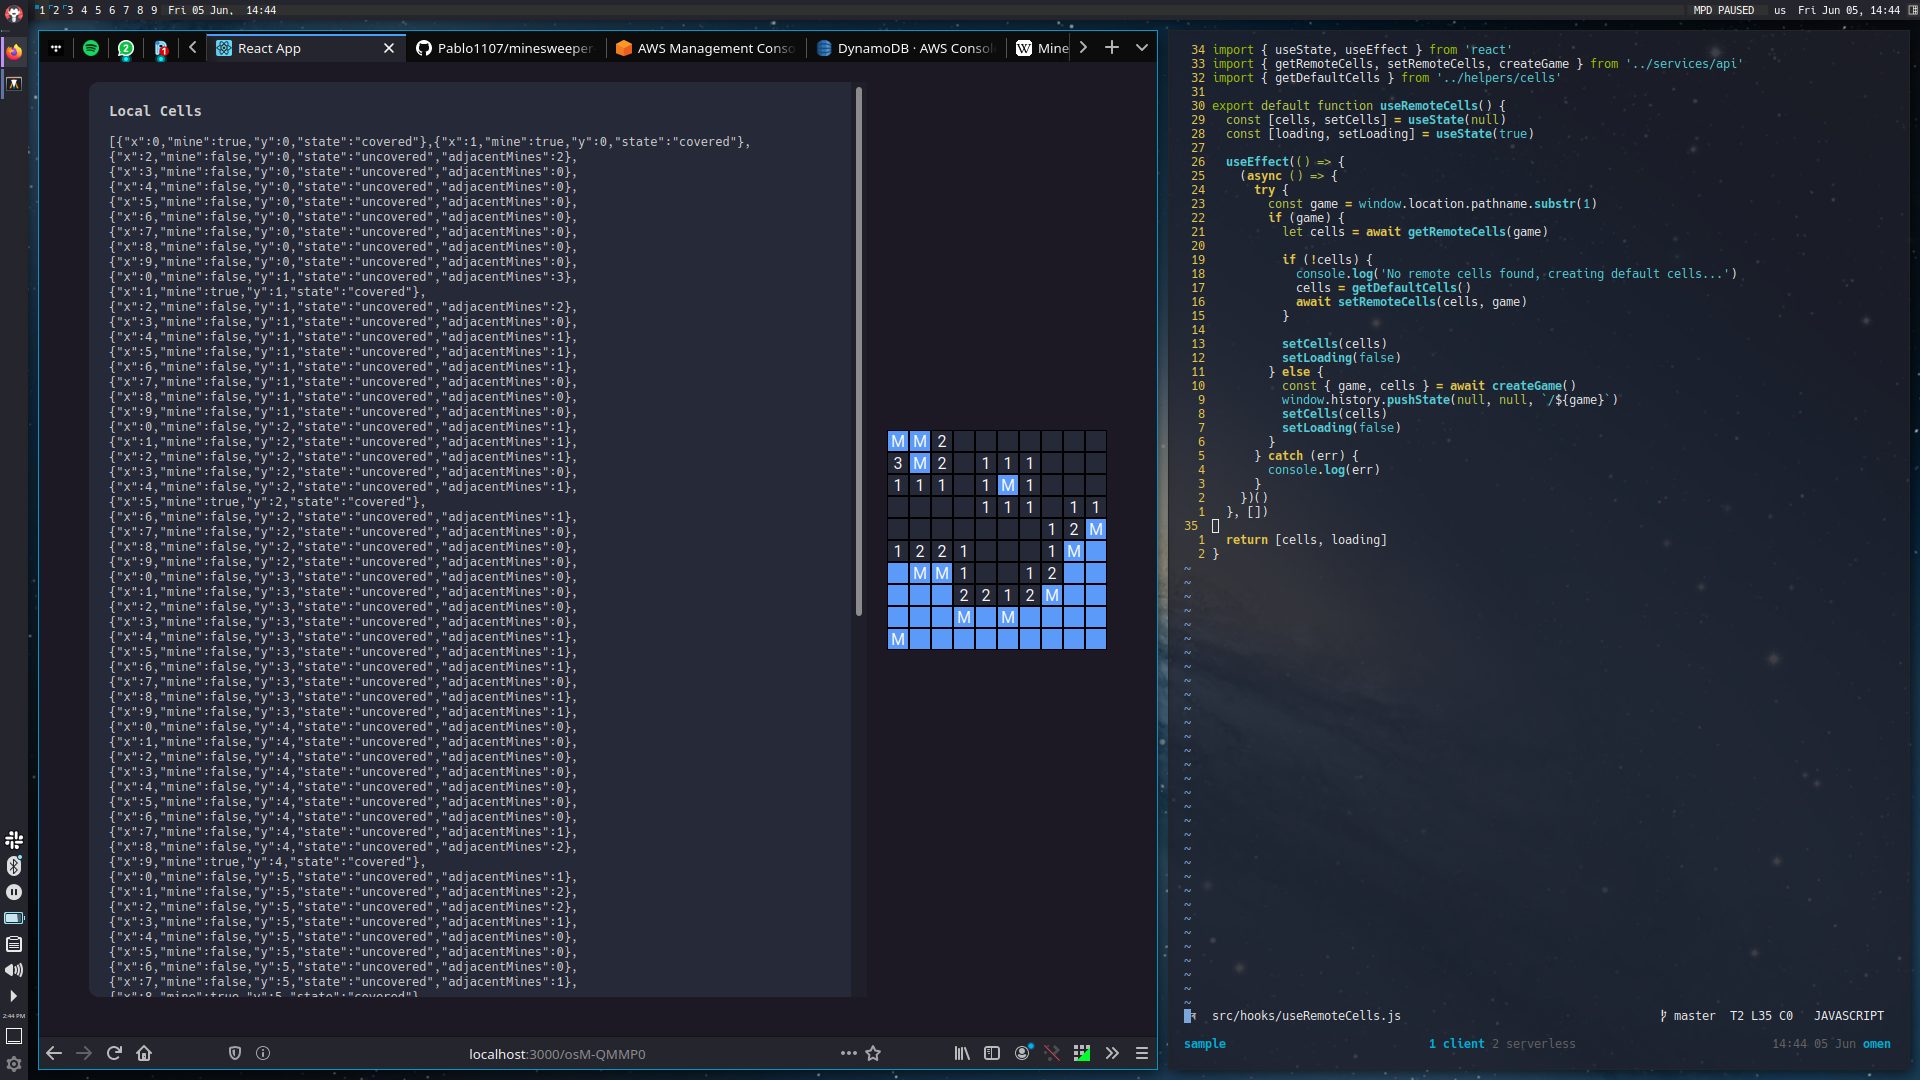 1 2 3 4 5 6 7 8 9 Fri 05 Jun, 14:44
MPD PAUSED us Fri Jun 05, 14:44
React App
Pablo1107/minesweeper
AWS Management Conso
DynamoDB · AWS Consol
Mine
Local Cells
[{"x":0,"mine":true,"y":0,"state":"covered"},{"x":1,"mine":true,"y":0,"state":"covered"},
{"x":2,"mine":false,"y":0,"state":"uncovered","adjacentMines":2},
{"x":3,"mine":false,"y":0,"state":"uncovered","adjacentMines":0},
{"x":4,"mine":false,"y":0,"state":"uncovered","adjacentMines":0},
{"x":5,"mine":false,"y":0,"state":"uncovered","adjacentMines":0},
{"x":6,"mine":false,"y":0,"state":"uncovered","adjacentMines":0},
{"x":7,"mine":false,"y":0,"state":"uncovered","adjacentMines":0},
{"x":8,"mine":false,"y":0,"state":"uncovered","adjacentMines":0},
{"x":9,"mine":false,"y":0,"state":"uncovered","adjacentMines":0},
{"x":0,"mine":false,"y":1,"state":"uncovered","adjacentMines":3},
{"x":1,"mine":true,"y":1,"state":"covered"},
{"x":2,"mine":false,"y":1,"state":"uncovered","adjacentMines":2},
{"x":3,"mine":false,"y":1,"state":"uncovered","adjacentMines":0},
{"x":4,"mine":false,"y":1,"state":"uncovered","adjacentMines":1},
{"x":5,"mine":false,"y":1,"state":"uncovered","adjacentMines":1},
{"x":6,"mine":false,"y":1,"state":"uncovered","adjacentMines":1},
{"x":7,"mine":false,"y":1,"state":"uncovered","adjacentMines":0},
{"x":8,"mine":false,"y":1,"state":"uncovered","adjacentMines":0},
{"x":9,"mine":false,"y":1,"state":"uncovered","adjacentMines":0},
{"x":0,"mine":false,"y":2,"state":"uncovered","adjacentMines":1},
{"x":1,"mine":false,"y":2,"state":"uncovered","adjacentMines":1},
{"x":2,"mine":false,"y":2,"state":"uncovered","adjacentMines":1},
{"x":3,"mine":false,"y":2,"state":"uncovered","adjacentMines":0},
{"x":4,"mine":false,"y":2,"state":"uncovered","adjacentMines":1},
{"x":5,"mine":true,"y":2,"state":"covered"},
{"x":6,"mine":false,"y":2,"state":"uncovered","adjacentMines":1},
{"x":7,"mine":false,"y":2,"state":"uncovered","adjacentMines":0},
{"x":8,"mine":false,"y":2,"state":"uncovered","adjacentMines":0},
{"x":9,"mine":false,"y":2,"state":"uncovered","adjacentMines":0},
{"x":0,"mine":false,"y":3,"state":"uncovered","adjacentMines":0},
{"x":1,"mine":false,"y":3,"state":"uncovered","adjacentMines":0},
{"x":2,"mine":false,"y":3,"state":"uncovered","adjacentMines":0},
{"x":3,"mine":false,"y":3,"state":"uncovered","adjacentMines":0},
{"x":4,"mine":false,"y":3,"state":"uncovered","adjacentMines":1},
{"x":5,"mine":false,"y":3,"state":"uncovered","adjacentMines":1},
{"x":6,"mine":false,"y":3,"state":"uncovered","adjacentMines":1},
{"x":7,"mine":false,"y":3,"state":"uncovered","adjacentMines":0},
{"x":8,"mine":false,"y":3,"state":"uncovered","adjacentMines":1},
{"x":9,"mine":false,"y":3,"state":"uncovered","adjacentMines":1},
{"x":0,"mine":false,"y":4,"state":"uncovered","adjacentMines":0},
{"x":1,"mine":false,"y":4,"state":"uncovered","adjacentMines":0},
{"x":2,"mine":false,"y":4,"state":"uncovered","adjacentMines":0},
{"x":3,"mine":false,"y":4,"state":"uncovered","adjacentMines":0},
{"x":4,"mine":false,"y":4,"state":"uncovered","adjacentMines":0},
{"x":5,"mine":false,"y":4,"state":"uncovered","adjacentMines":0},
{"x":6,"mine":false,"y":4,"state":"uncovered","adjacentMines":0},
{"x":7,"mine":false,"y":4,"state":"uncovered","adjacentMines":1},
{"x":8,"mine":false,"y":4,"state":"uncovered","adjacentMines":2},
{"x":9,"mine":true,"y":4,"state":"covered"},
{"x":0,"mine":false,"y":5,"state":"uncovered","adjacentMines":1},
{"x":1,"mine":false,"y":5,"state":"uncovered","adjacentMines":2},
{"x":2,"mine":false,"y":5,"state":"uncovered","adjacentMines":2},
{"x":3,"mine":false,"y":5,"state":"uncovered","adjacentMines":1},
{"x":4,"mine":false,"y":5,"state":"uncovered","adjacentMines":0},
{"x":5,"mine":false,"y":5,"state":"uncovered","adjacentMines":0},
{"x":6,"mine":false,"y":5,"state":"uncovered","adjacentMines":0},
{"x":7,"mine":false,"y":5,"state":"uncovered","adjacentMines":1},
{"x":8,"mine":true,"y":5,"state":"covered"},
M M 2
3 M 2 1 1 1
1 1 1 1 M 1
1 1 1 1 1
1 2 M
1 2 2 1 1 M
M M 1 1 2
2 2 1 2 M
M M
M
localhost:3000/osM-QMMP0
2:44 PM
34 import { useState, useEffect } from 'react'
33 import { getRemoteCells, setRemoteCells, createGame } from '../services/api'
32 import { getDefaultCells } from '../helpers/cells'
31
30 export default function useRemoteCells() {
29 const [cells, setCells] = useState(null)
28 const [loading, setLoading] = useState(true)
27
26 useEffect(() => {
25 (async () => {
24 try {
23 const game = window.location.pathname.substr(1)
22 if (game) {
21 let cells = await getRemoteCells(game)
20
19 if (!cells) {
18 console.log('No remote cells found, creating default cells...')
17 cells = getDefaultCells()
16 await setRemoteCells(cells, game)
15 }
14
13 setCells(cells)
12 setLoading(false)
11 } else {
10 const { game, cells } = await createGame()
9 window.history.pushState(null, null, `/${game}`)
8 setCells(cells)
7 setLoading(false)
6 }
5 } catch (err) {
4 console.log(err)
3 }
2 })()
1 }, [])
35
1 return [cells, loading]
2 }
src/hooks/useRemoteCells.js master T2 L35 C0 JAVASCRIPT
sample 1 client 2 serverless 14:44 05 Jun omen